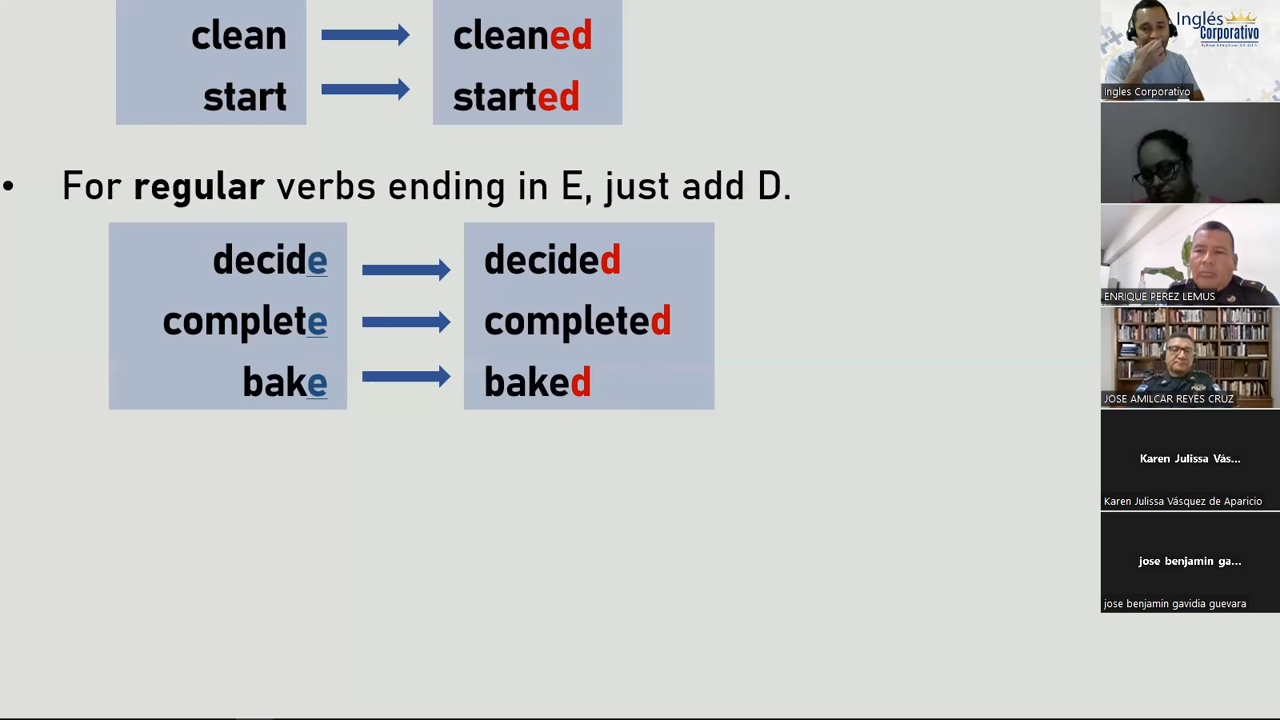 clean cleaned
start started
• For regular verbs ending in E, just add D.
decide decided
complete completed
bake baked
Inglés
Corporativo
Ingles Corporativo
ENRIQUE PEREZ LEMUS
JOSE AMILCAR REYES CRUZ
Karen Julissa Vás...
Karen Julissa Vásquez de Aparicio
jose benjamin ga...
jose benjamin gavidia guevara